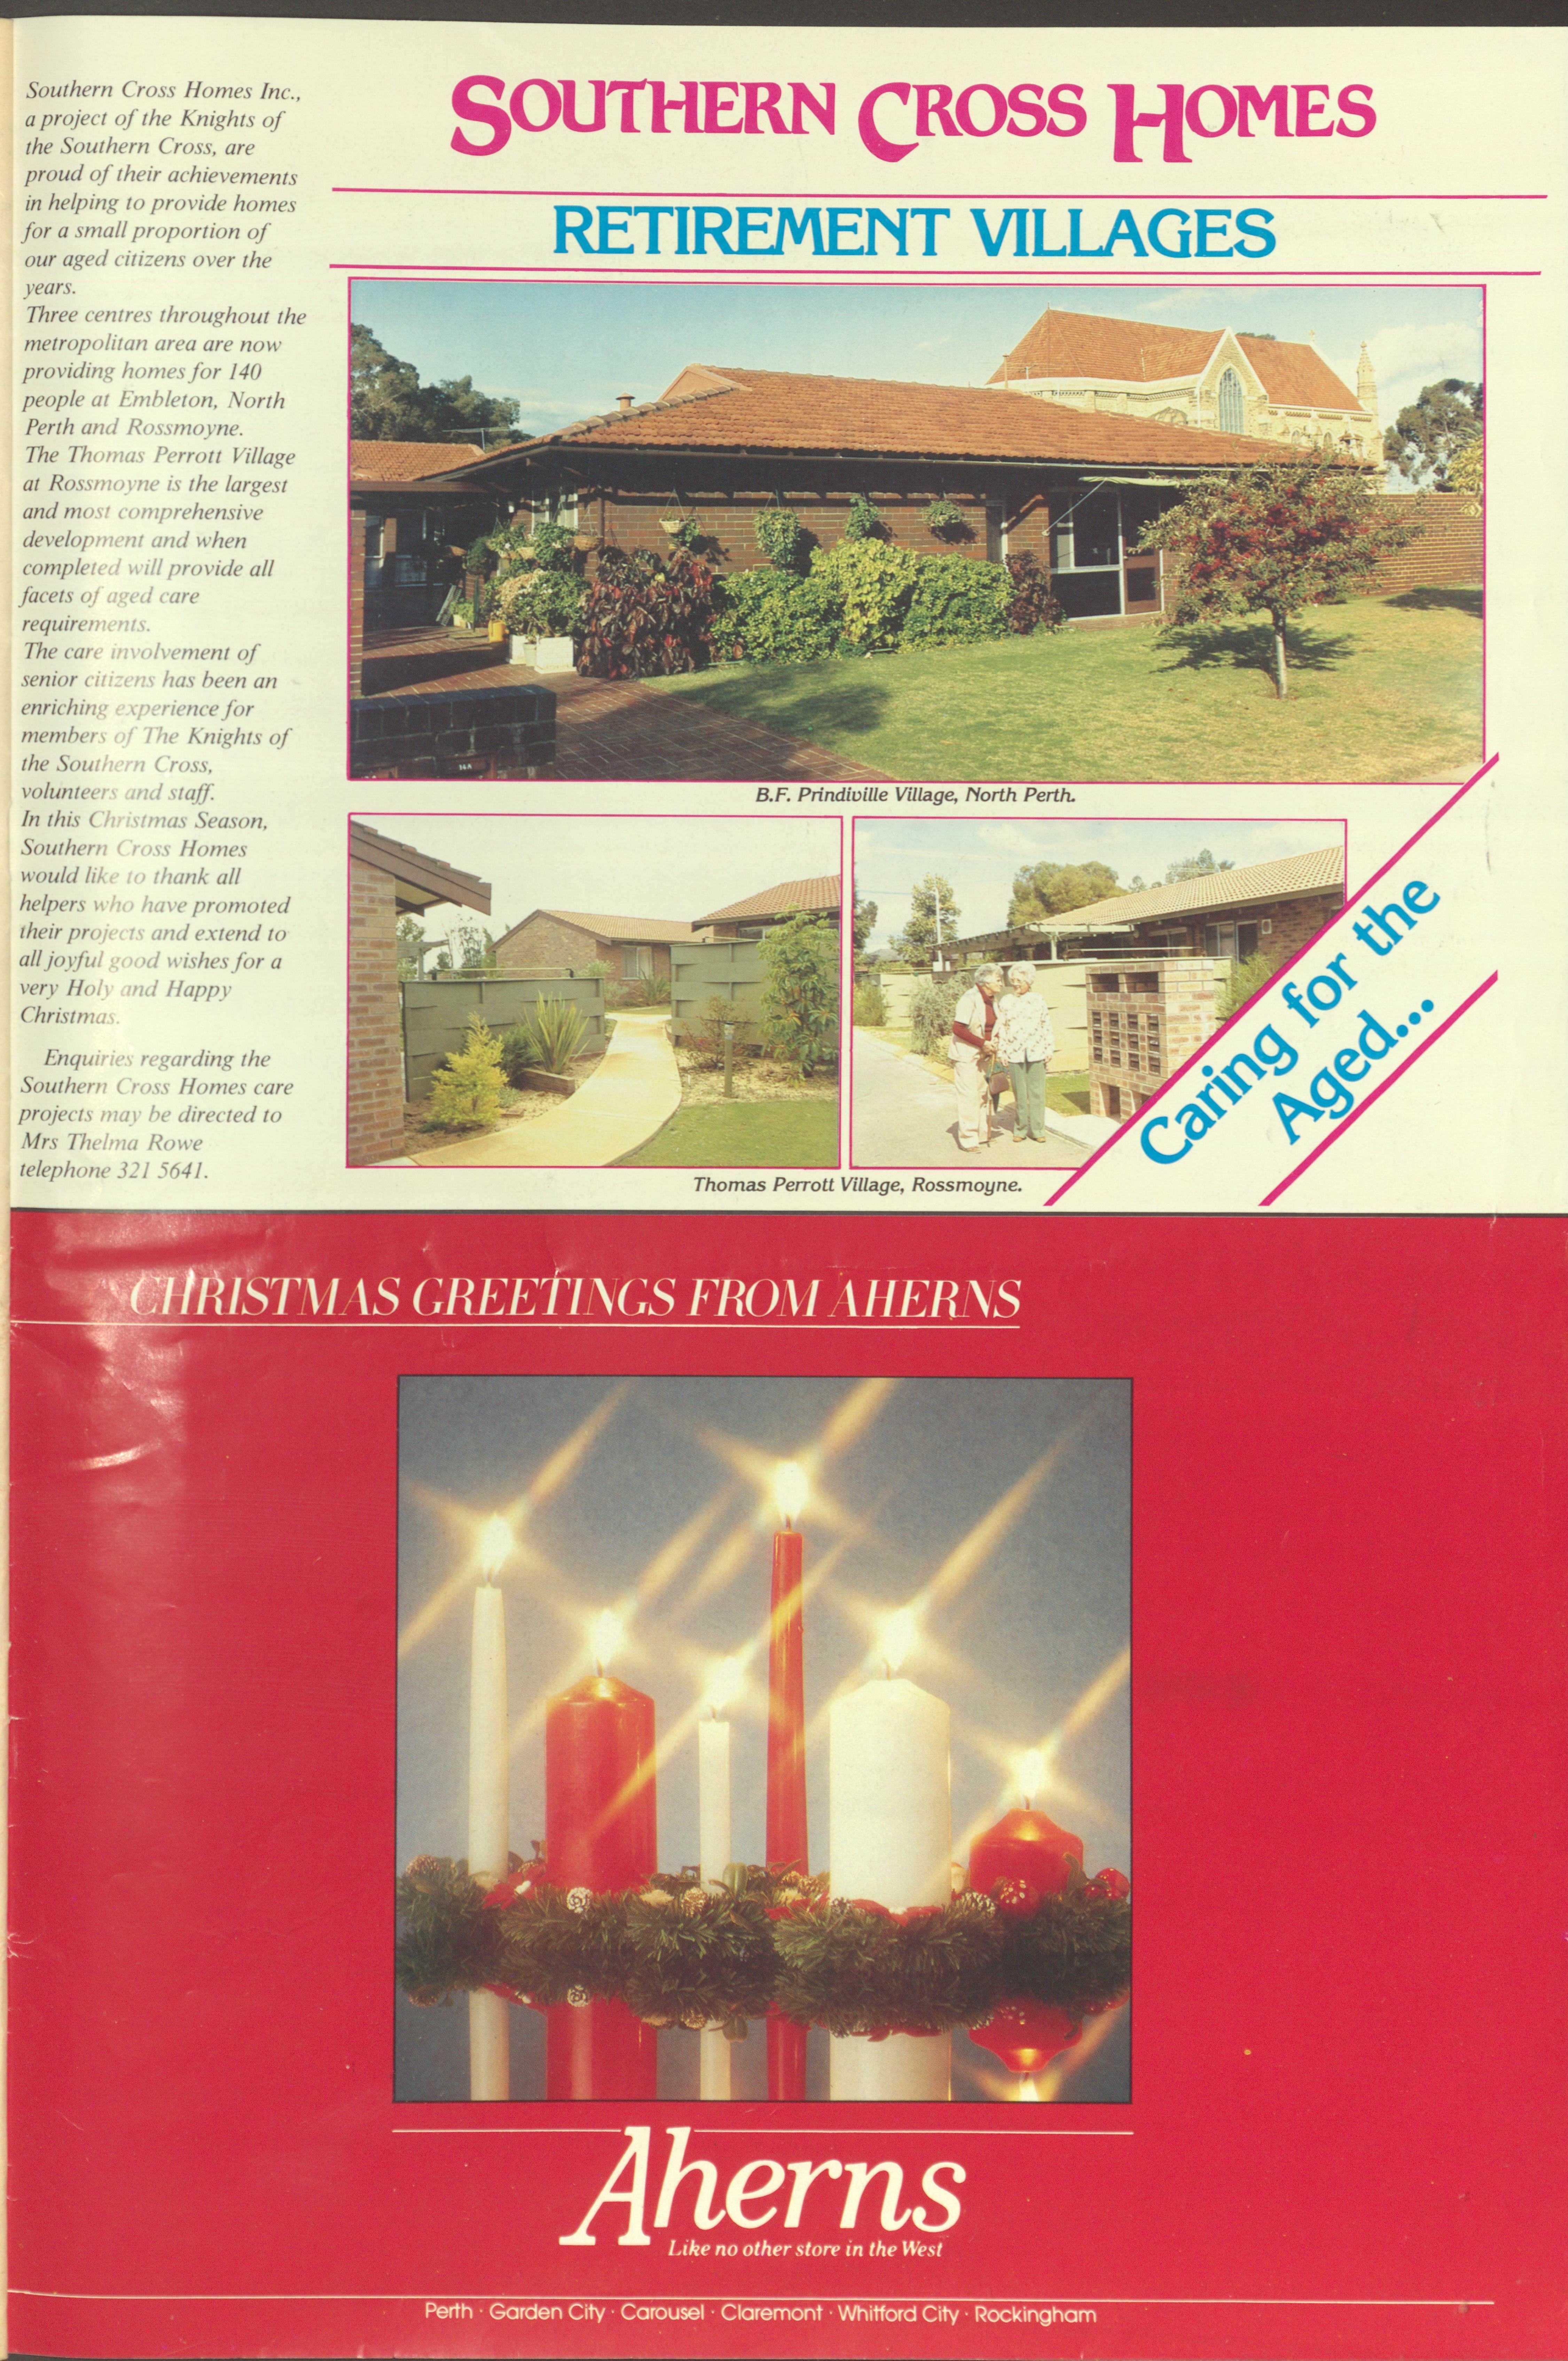 Southern Cross Homes Inc.,
a project of the Knights of
the Southern Cross, are
proud of their achievements
in helping to provide homes
for a small proportion of
our aged citizens over the
years.
Three centres throughout the
metropolitan area are now
providing homes for 140
people at Embleton, North
Perth and Rossmoyne.
The Thomas Perrott Village
at Rossmoyne is the largest
and most comprehensive
development and when
completed will provide all
facets of aged care
requirements.
The care involvement of
senior citizens has been an
enriching experience for
members of The Knights of
the Southern Cross,
volunteers and staff.
In this Christmas Season,
Southern Cross Homes
would like to thank all
helpers who have promoted
their projects and extend to
all joyful good wishes for a
very Holy and Happy
Christmas.
Enquiries regarding the
Southern Cross Homes care
projects may be directed to
Mrs Thelma Rowe
telephone 321 5641.
SOUTHERN CROSS HOMES
RETIREMENT VILLAGES
B.F. Prindiville Village, North Perth.
Thomas Perrott Village, Rossmoyne.
Caring for the
Aged...
CHRISTMAS GREETINGS FROM AHERNS
Aherns
Like no other store in the West
Perth · Garden City · Carousel · Claremont · Whitford City · Rockingham